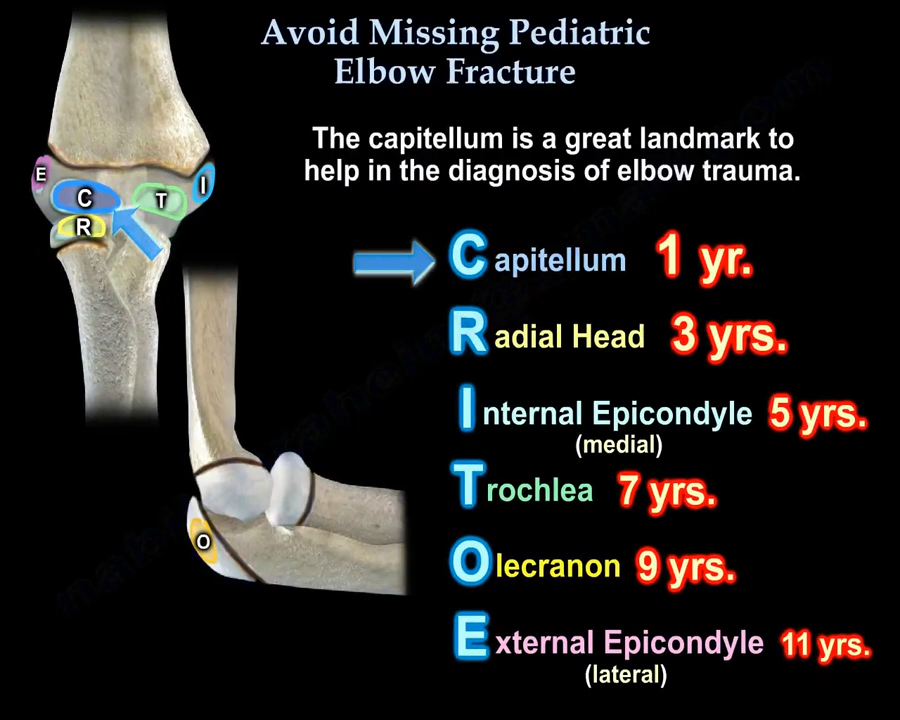 Avoid Missing Pediatric
Elbow Fracture
The capitellum is a great landmark to
help in the diagnosis of elbow trauma.
E
C
T
I
R
Capitellum 1 yr.
Radial Head 3 yrs.
Internal Epicondyle 5 yrs.
(medial)
Trochlea 7 yrs.
O
Olecranon 9 yrs.
External Epicondyle 11 yrs.
(lateral)